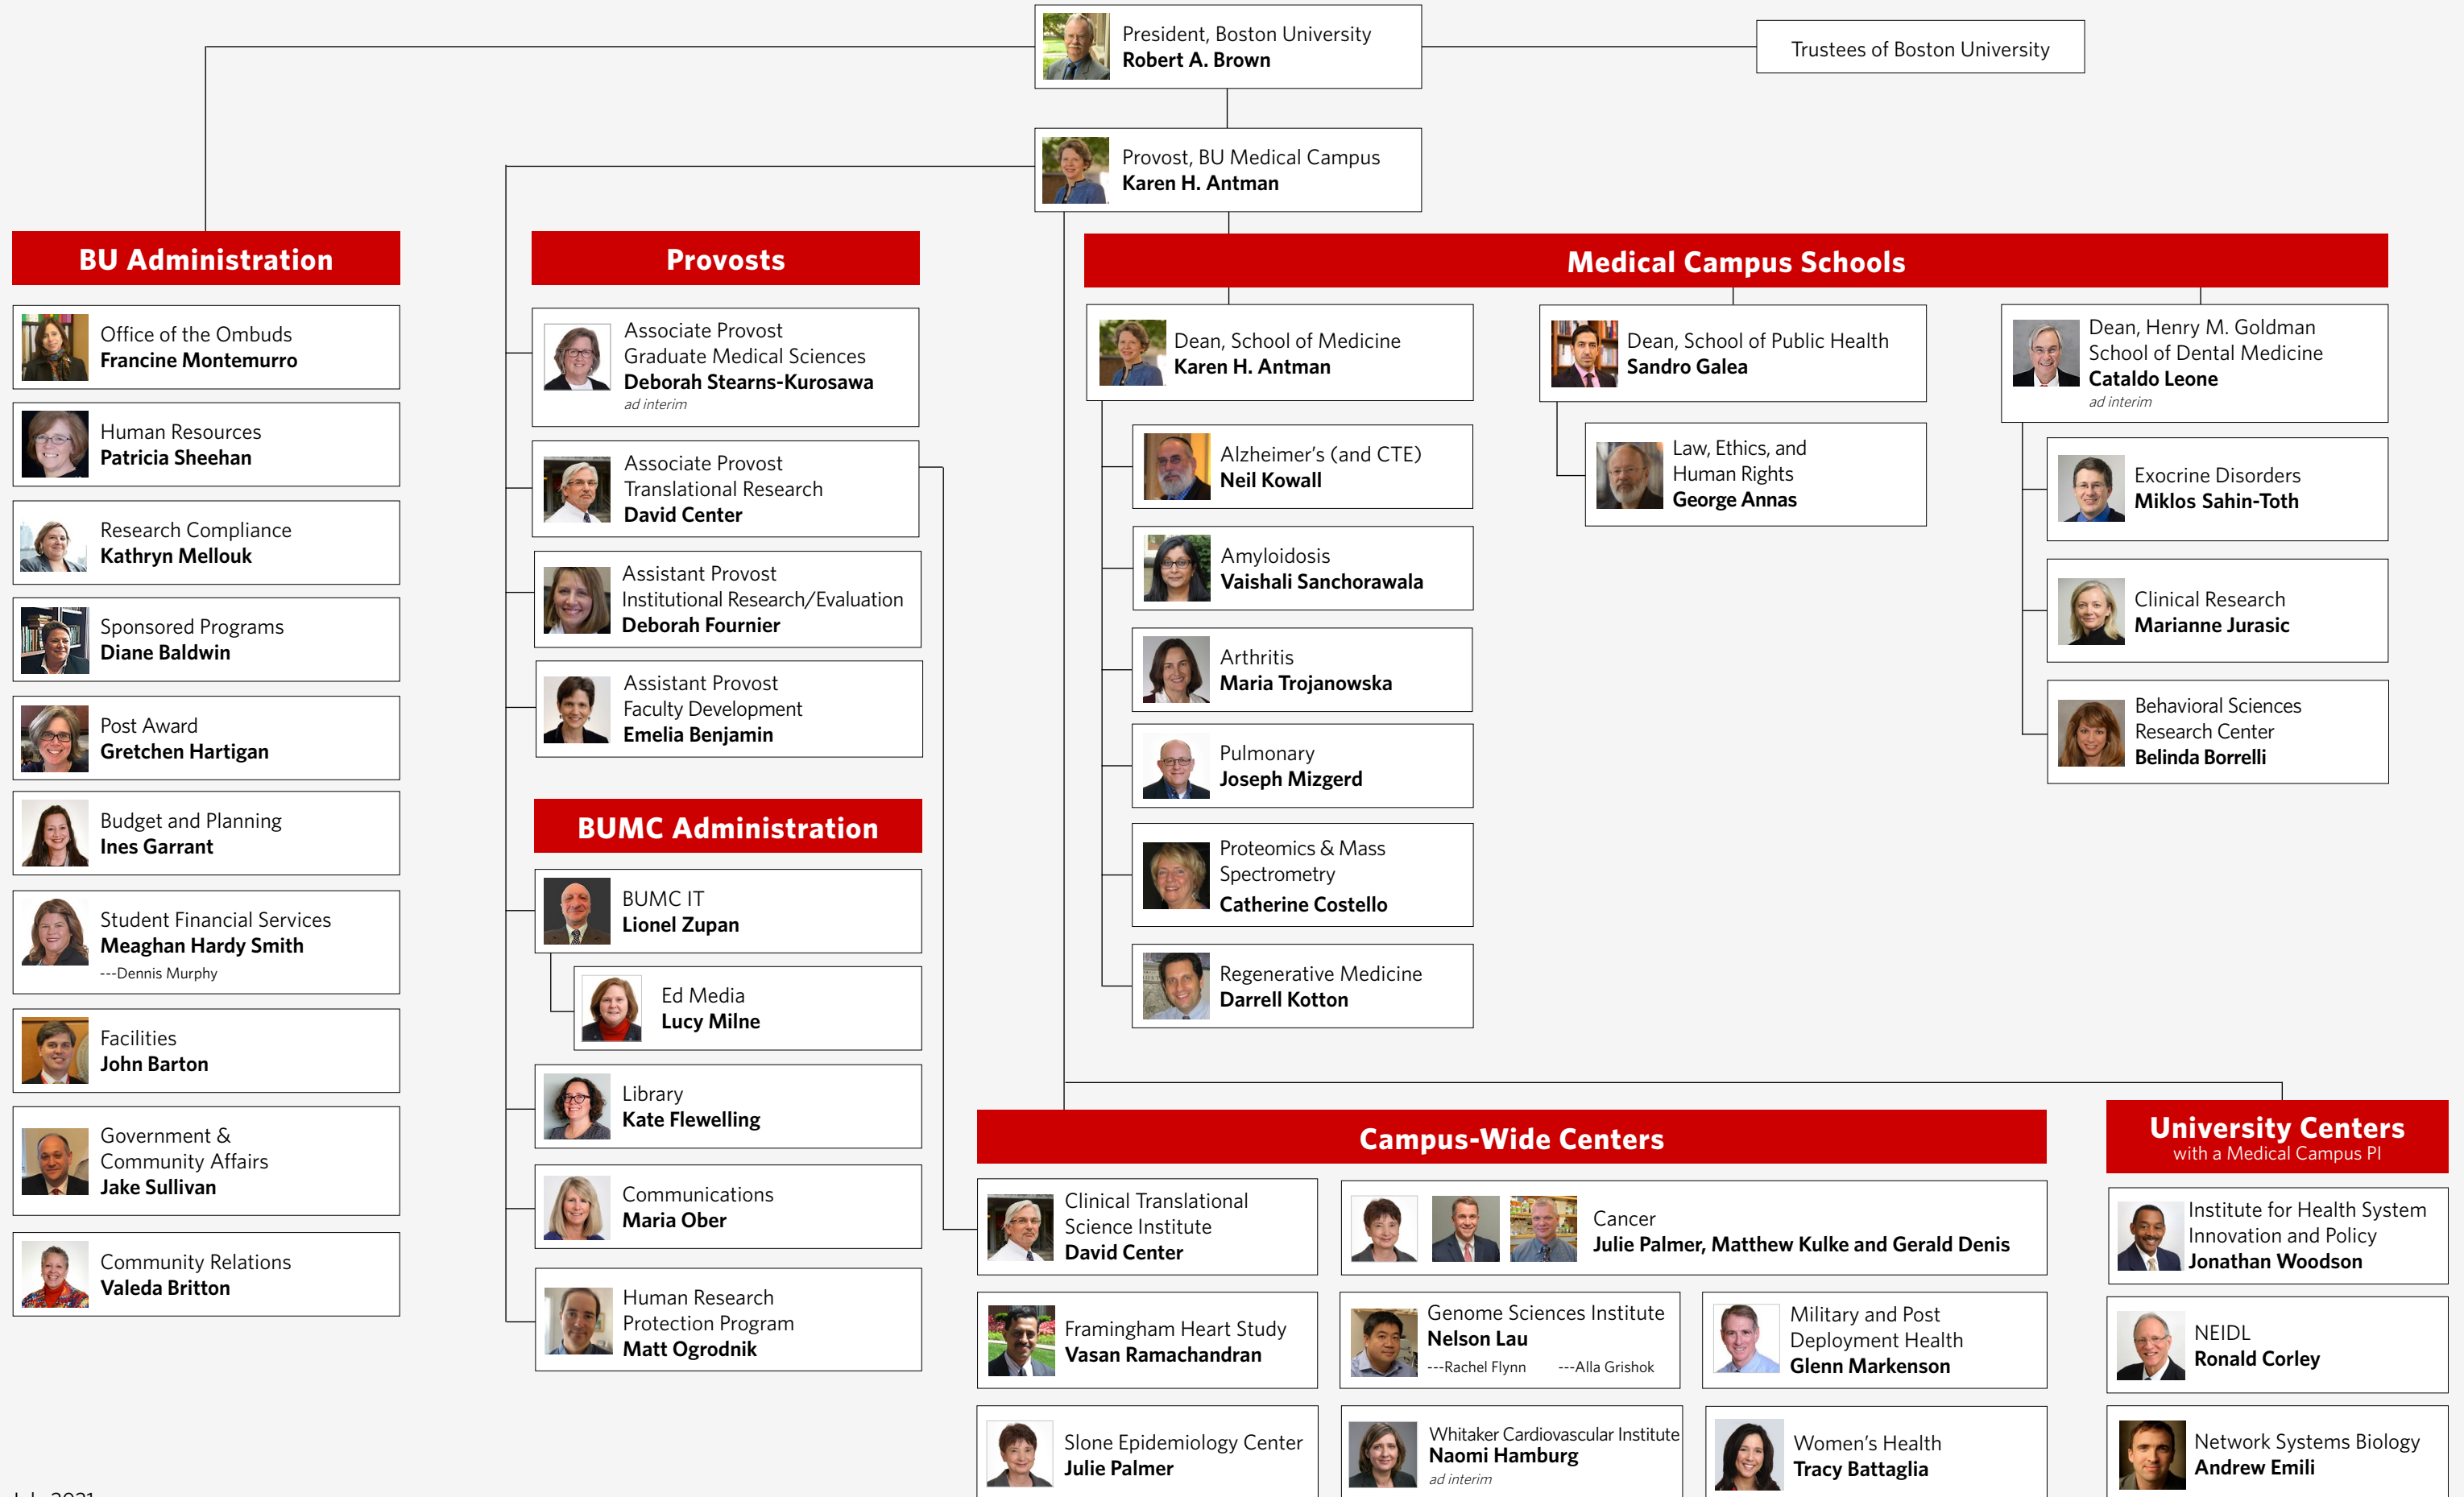 President, Boston University
Robert A. Brown
Trustees of Boston University
Provost, BU Medical Campus
Karen H. Antman
BU Administration
Office of the Ombuds
Francine Montemurro
Human Resources
Patricia Sheehan
Research Compliance
Kathryn Mellouk
Sponsored Programs
Diane Baldwin
Post Award
Gretchen Hartigan
Budget and Planning
Ines Garrant
Student Financial Services
Meaghan Hardy Smith
---Dennis Murphy
Facilities
John Barton
Government &
Community Affairs
Jake Sullivan
Community Relations
Valeda Britton
Provosts
Associate Provost
Graduate Medical Sciences
Deborah Stearns-Kurosawa
ad interim
Associate Provost
Translational Research
David Center
Assistant Provost
Institutional Research/Evaluation
Deborah Fournier
Assistant Provost
Faculty Development
Emelia Benjamin
BUMC Administration
BUMC IT
Lionel Zupan
Ed Media
Lucy Milne
Library
Kate Flewelling
Communications
Maria Ober
Human Research
Protection Program
Matt Ogrodnik
Medical Campus Schools
Dean, School of Medicine
Karen H. Antman
Alzheimer's (and CTE)
Neil Kowall
Amyloidosis
Vaishali Sanchorawala
Arthritis
Maria Trojanowska
Pulmonary
Joseph Mizgerd
Proteomics & Mass
Spectrometry
Catherine Costello
Regenerative Medicine
Darrell Kotton
Dean, School of Public Health
Sandro Galea
Law, Ethics, and
Human Rights
George Annas
Dean, Henry M. Goldman
School of Dental Medicine
Cataldo Leone
ad interim
Exocrine Disorders
Miklos Sahin-Toth
Clinical Research
Marianne Jurasic
Behavioral Sciences
Research Center
Belinda Borrelli
Campus-Wide Centers
Clinical Translational
Science Institute
David Center
Cancer
Julie Palmer, Matthew Kulke and Gerald Denis
Framingham Heart Study
Vasan Ramachandran
Genome Sciences Institute
Nelson Lau
---Rachel Flynn ---Alla Grishok
Military and Post
Deployment Health
Glenn Markenson
Slone Epidemiology Center
Julie Palmer
Whitaker Cardiovascular Institute
Naomi Hamburg
ad interim
Women's Health
Tracy Battaglia
University Centers
with a Medical Campus PI
Institute for Health System
Innovation and Policy
Jonathan Woodson
NEIDL
Ronald Corley
Network Systems Biology
Andrew Emili
2021